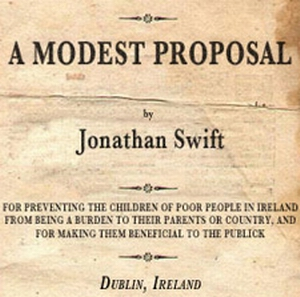 A MODEST PROPOSAL
by
Jonathan Swift
FOR PREVENTING THE CHILDREN OF POOR PEOPLE IN IRELAND
FROM BEING A BURDEN TO THEIR PARENTS OR COUNTRY, AND
FOR MAKING THEM BENEFICIAL TO THE PUBLICK
DUBLIN, IRELAND